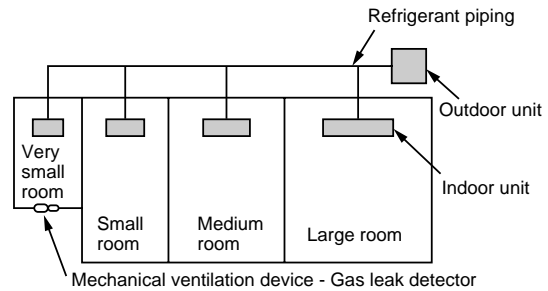 Refrigerant piping
Outdoor unit
Very
small
room
Indoor unit
Small
room
Medium
room
Large room
Mechanical ventilation device - Gas leak detector